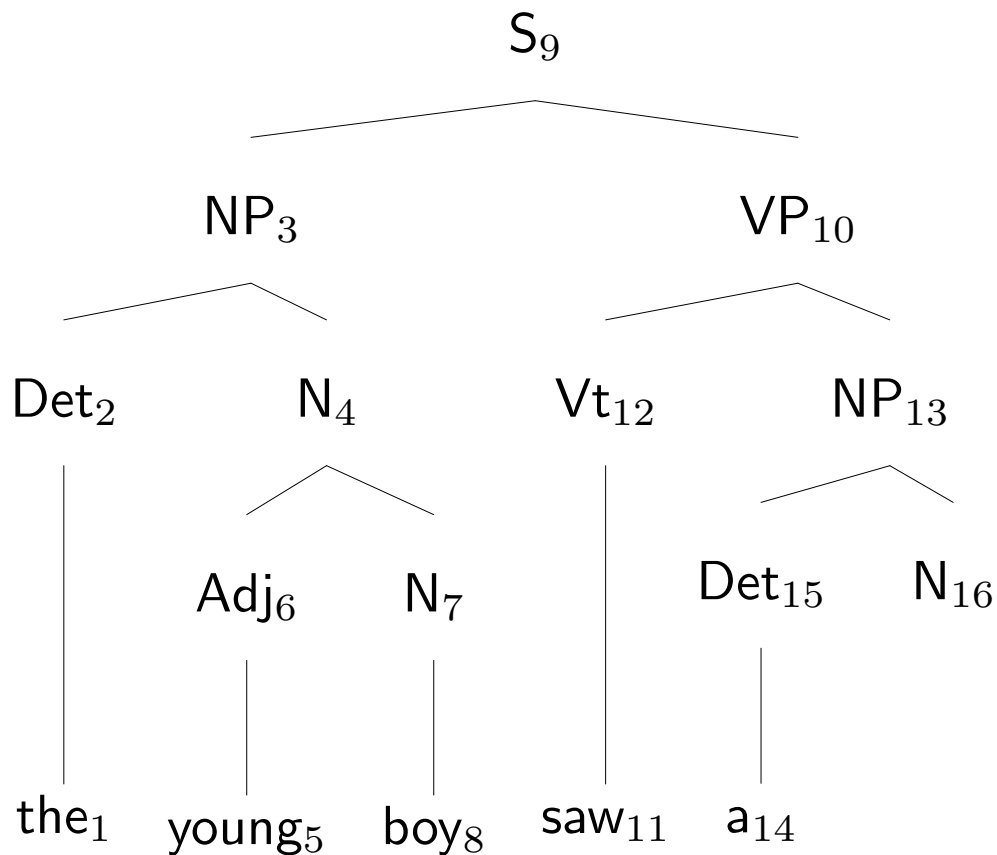 S₉
NP₃ VP₁₀
Det₂ N₄ Vt₁₂ NP₁₃
Adj₆ N₇ Det₁₅ N₁₆
the₁ young₅ boy₈ saw₁₁ a₁₄